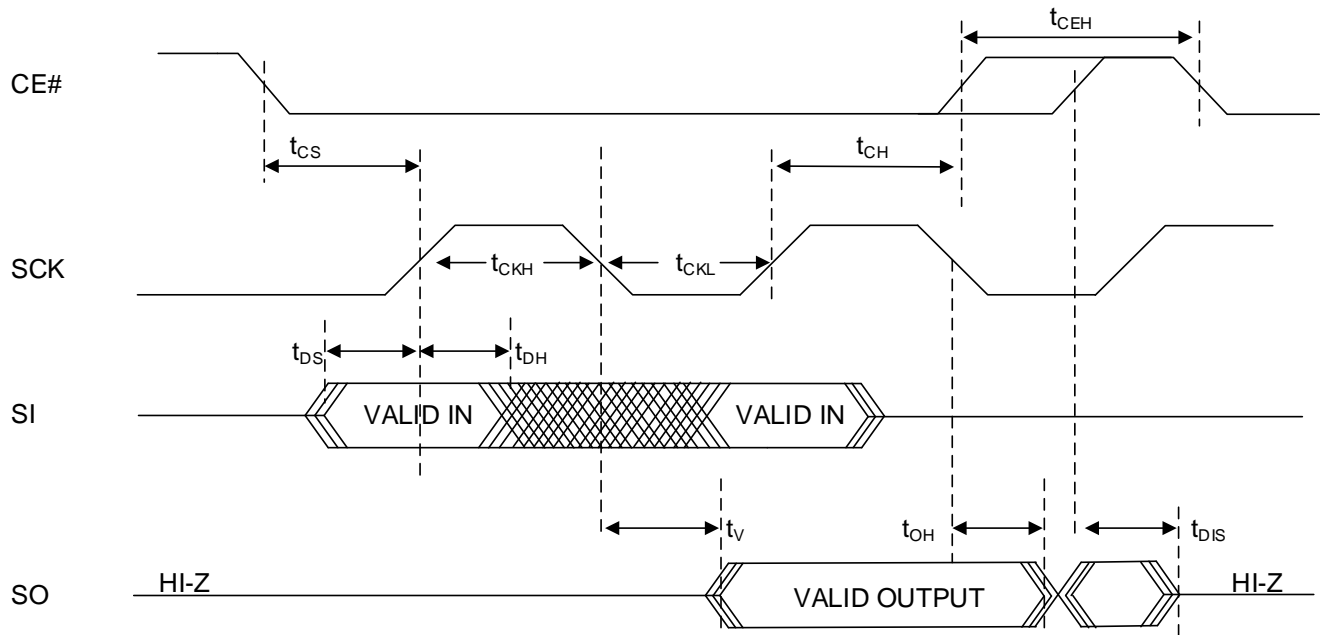 tCEH
CE#
tCS
tCH
SCK
tCKH
tCKL
tDS
tDH
SI
VALID IN
VALID IN
tV
tOH
tDIS
SO
HI-Z
VALID OUTPUT
HI-Z